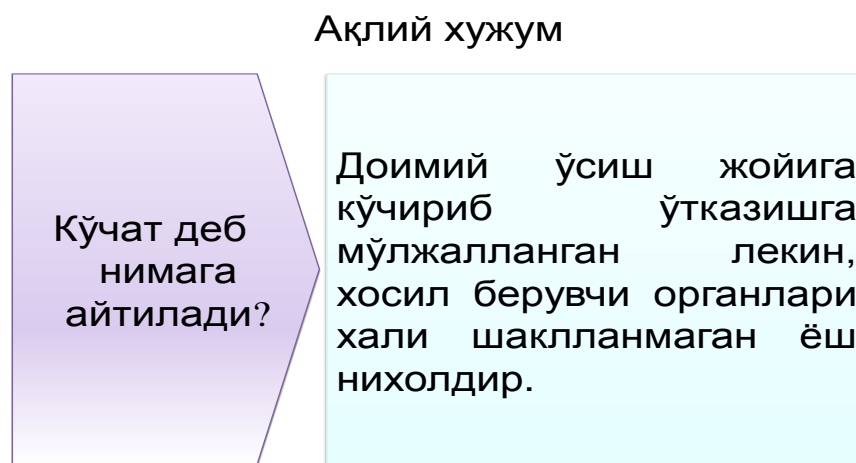 Ақлий хужум
Кўчат деб
нимага
айтилади?
Доимий ўсиш жойига
кўчириб ўтказишга
мўлжалланган лекин,
хосил берувчи органлари
хали шаклланмаган ёш
нихолдир.